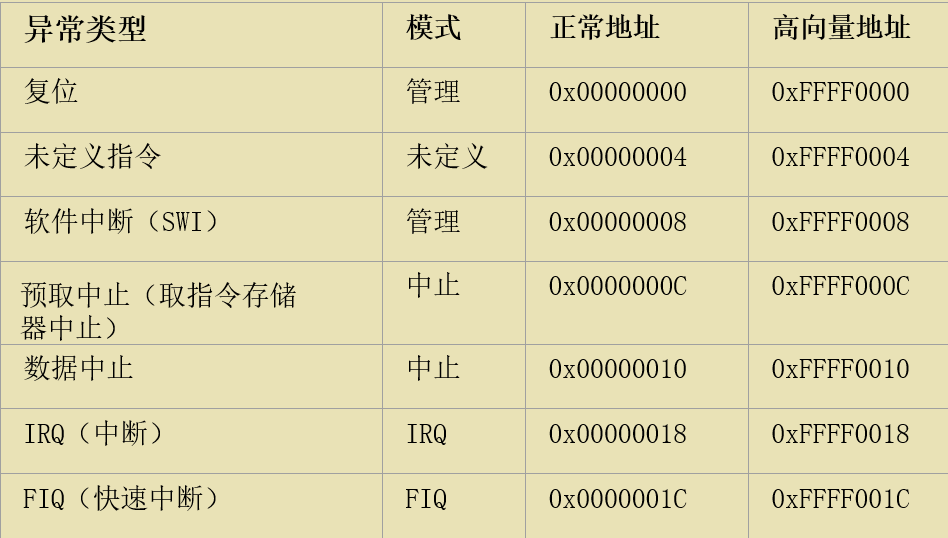 异常类型 模式 正常地址 高向量地址
复位 管理 0x00000000 0xFFFF0000
未定义指令 未定义 0x00000004 0xFFFF0004
软件中断（SWI） 管理 0x00000008 0xFFFF0008
预取中止（取指令存储 中止 0x0000000C 0xFFFF000C
器中止）
数据中止 中止 0x00000010 0xFFFF0010
IRQ（中断） IRQ 0x00000018 0xFFFF0018
FIQ（快速中断） FIQ 0x0000001C 0xFFFF001C